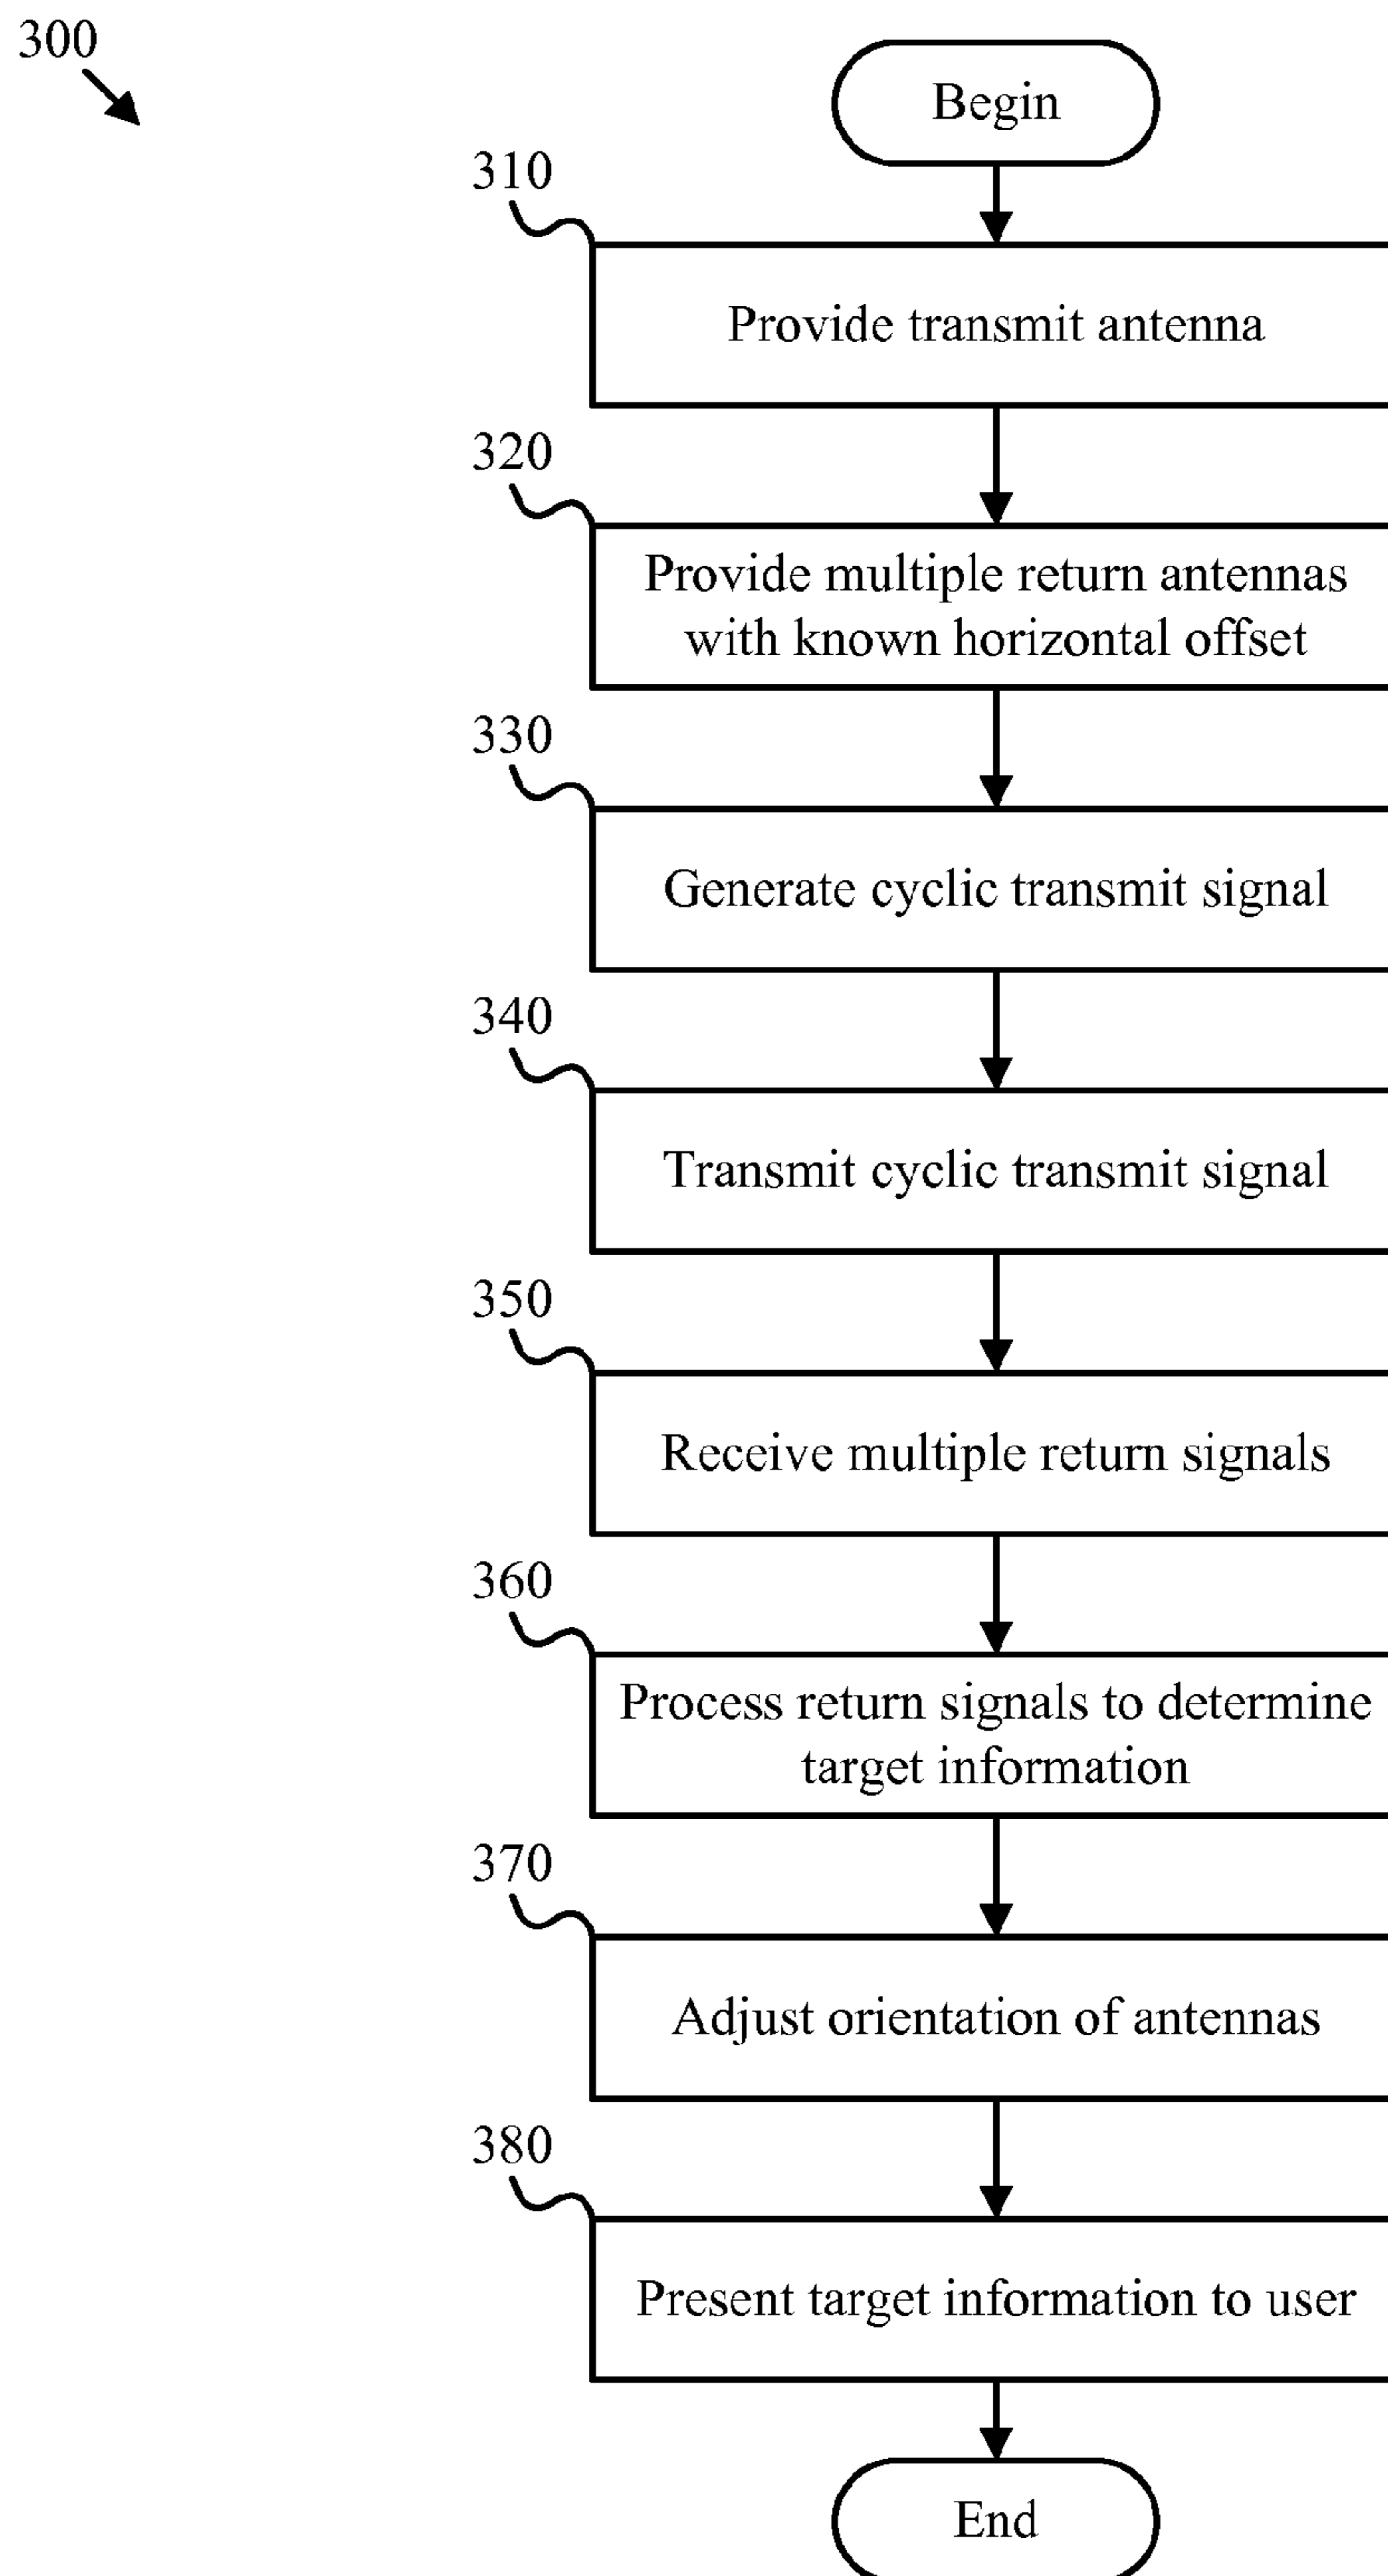 300
Begin
310
Provide transmit antenna
320
Provide multiple return antennas
with known horizontal offset
330
Generate cyclic transmit signal
340
Transmit cyclic transmit signal
350
Receive multiple return signals
360
Process return signals to determine
target information
370
Adjust orientation of antennas
380
Present target information to user
End